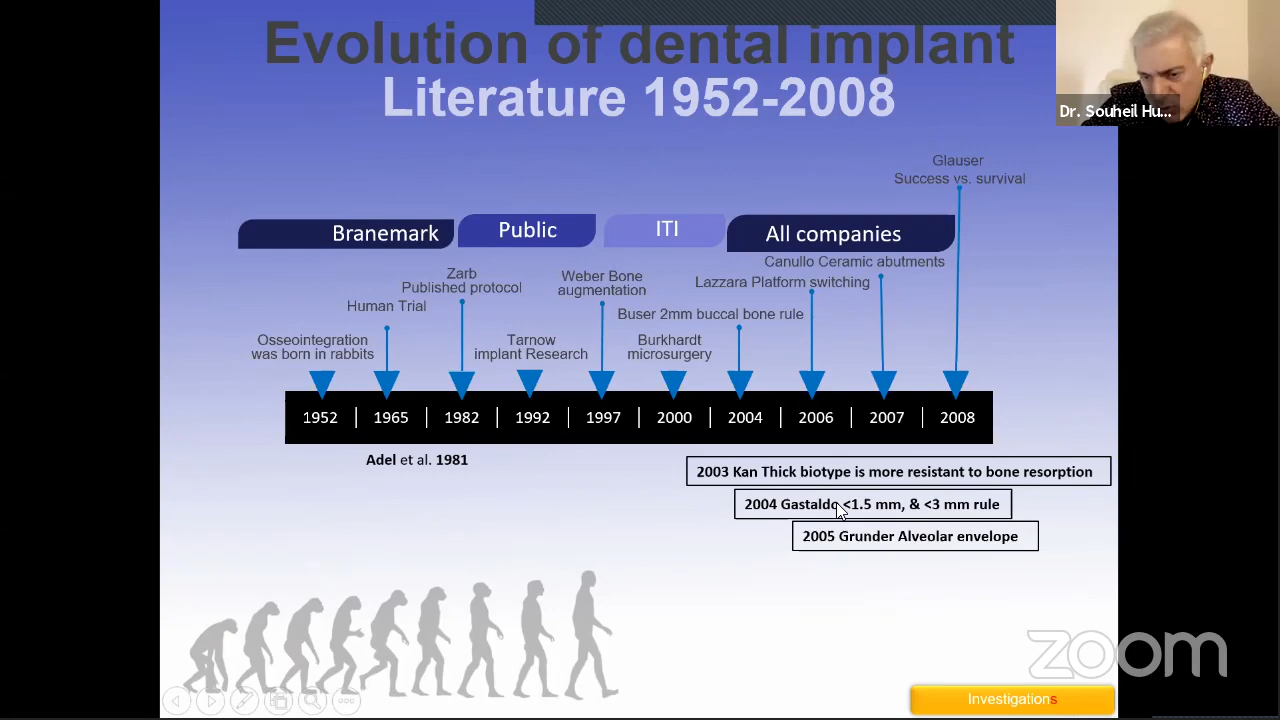 Evolution of dental implant
Literature 1952-2008
Dr. Souheil Hu...
Glauser
Success vs. survival
Branemark
Public
ITI
All companies
Canullo Ceramic abutments
Zarb
Published protocol
Weber Bone
augmentation
Lazzara Platform switching
Human Trial
Buser 2mm buccal bone rule
Osseointegration
was born in rabbits
Tarnow
implant Research
Burkhardt
microsurgery
1952 | 1965 | 1982 | 1992 | 1997 | 2000 | 2004 | 2006 | 2007 | 2008
Adel et al. 1981
2003 Kan Thick biotype is more resistant to bone resorption
2004 Gastaldo <1.5 mm, & <3 mm rule
2005 Grunder Alveolar envelope
zoom
Investigations